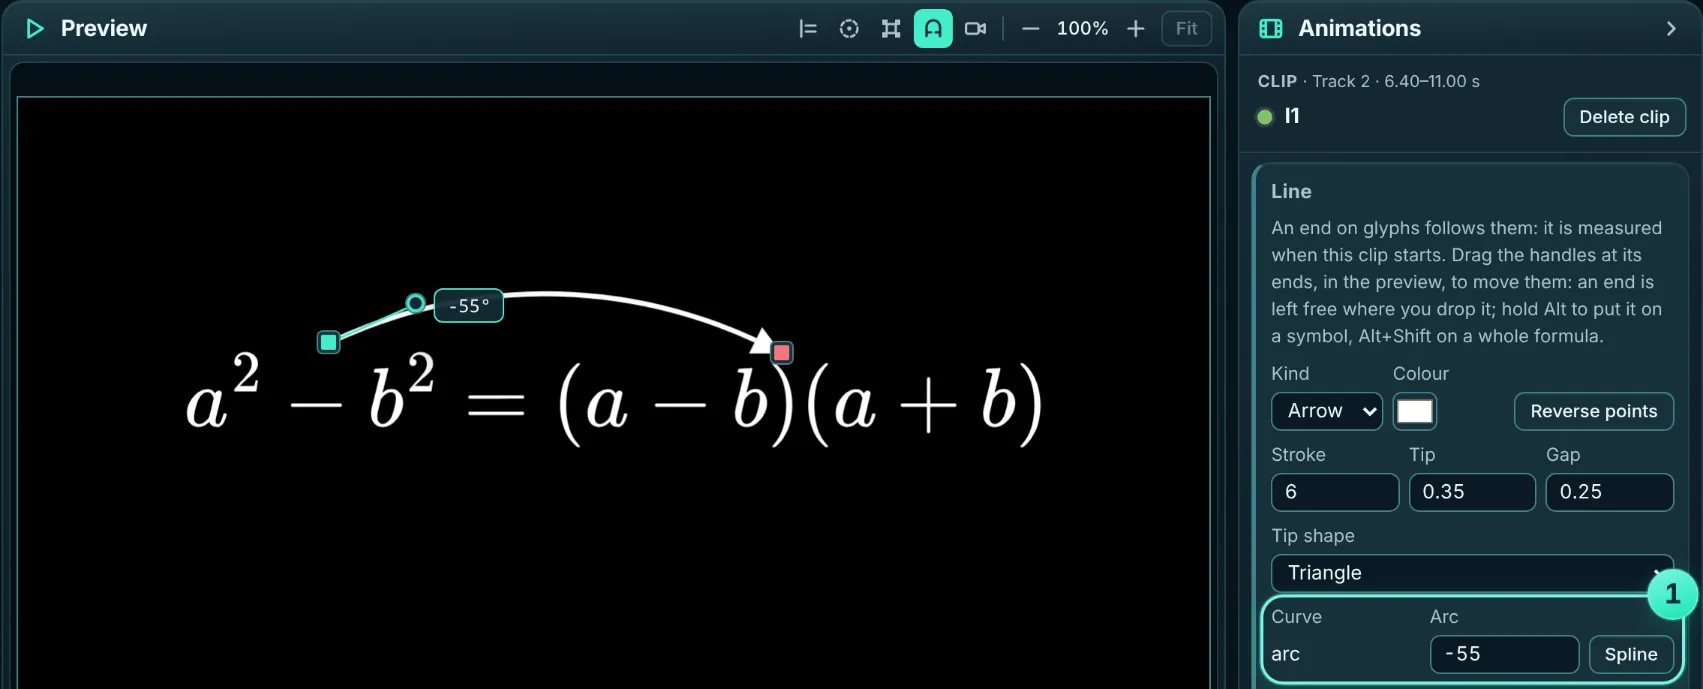 Preview
100%
Fit
-55°
a² − b² = (a − b)(a + b)
Animations
CLIP · Track 2 · 6.40–11.00 s
l1
Delete clip
Line
An end on glyphs follows them: it is measured
when this clip starts. Drag the handles at its
ends, in the preview, to move them: an end is
left free where you drop it; hold Alt to put it on
a symbol, Alt+Shift on a whole formula.
Kind Colour
Arrow Reverse points
Stroke Tip Gap
6 0.35 0.25
Tip shape
Triangle
1
Curve Arc
arc -55 Spline